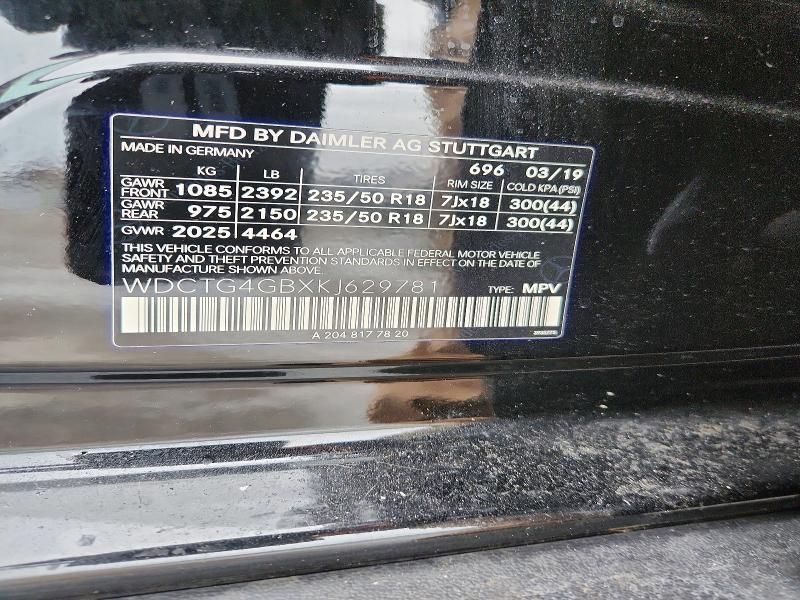 MFD BY DAIMLER AG STUTTGART
MADE IN GERMANY 696 03/19
KG LB TIRES RIM SIZE COLD KPA(PSI)
GAWR FRONT 1085 2392 235/50 R18 7Jx18 300(44)
GAWR REAR 975 2150 235/50 R18 7Jx18 300(44)
GVWR 2025 4464
THIS VEHICLE CONFORMS TO ALL APPLICABLE FEDERAL MOTOR VEHICLE
SAFETY AND THEFT PREVENTION STANDARDS IN EFFECT ON THE DATE OF
MANUFACTURE SHOWN ABOVE.
WDCTG4GBXKJ629781 TYPE: MPV
A 204 817 78 20